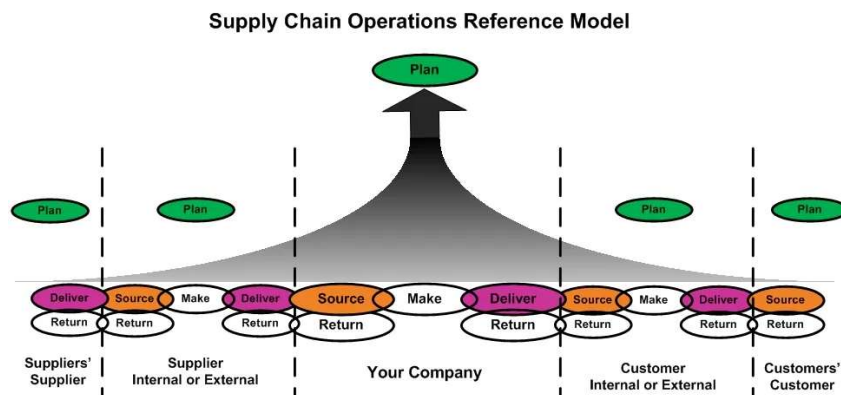 Supply Chain Operations Reference Model
Plan
Plan Plan Plan Plan
Deliver Source Make Deliver Source Make Deliver Source Make Deliver Source
Return Return Return Return Return Return Return Return
Suppliers' Supplier Your Company Customer Customers'
Supplier Internal or External Internal or External Customer